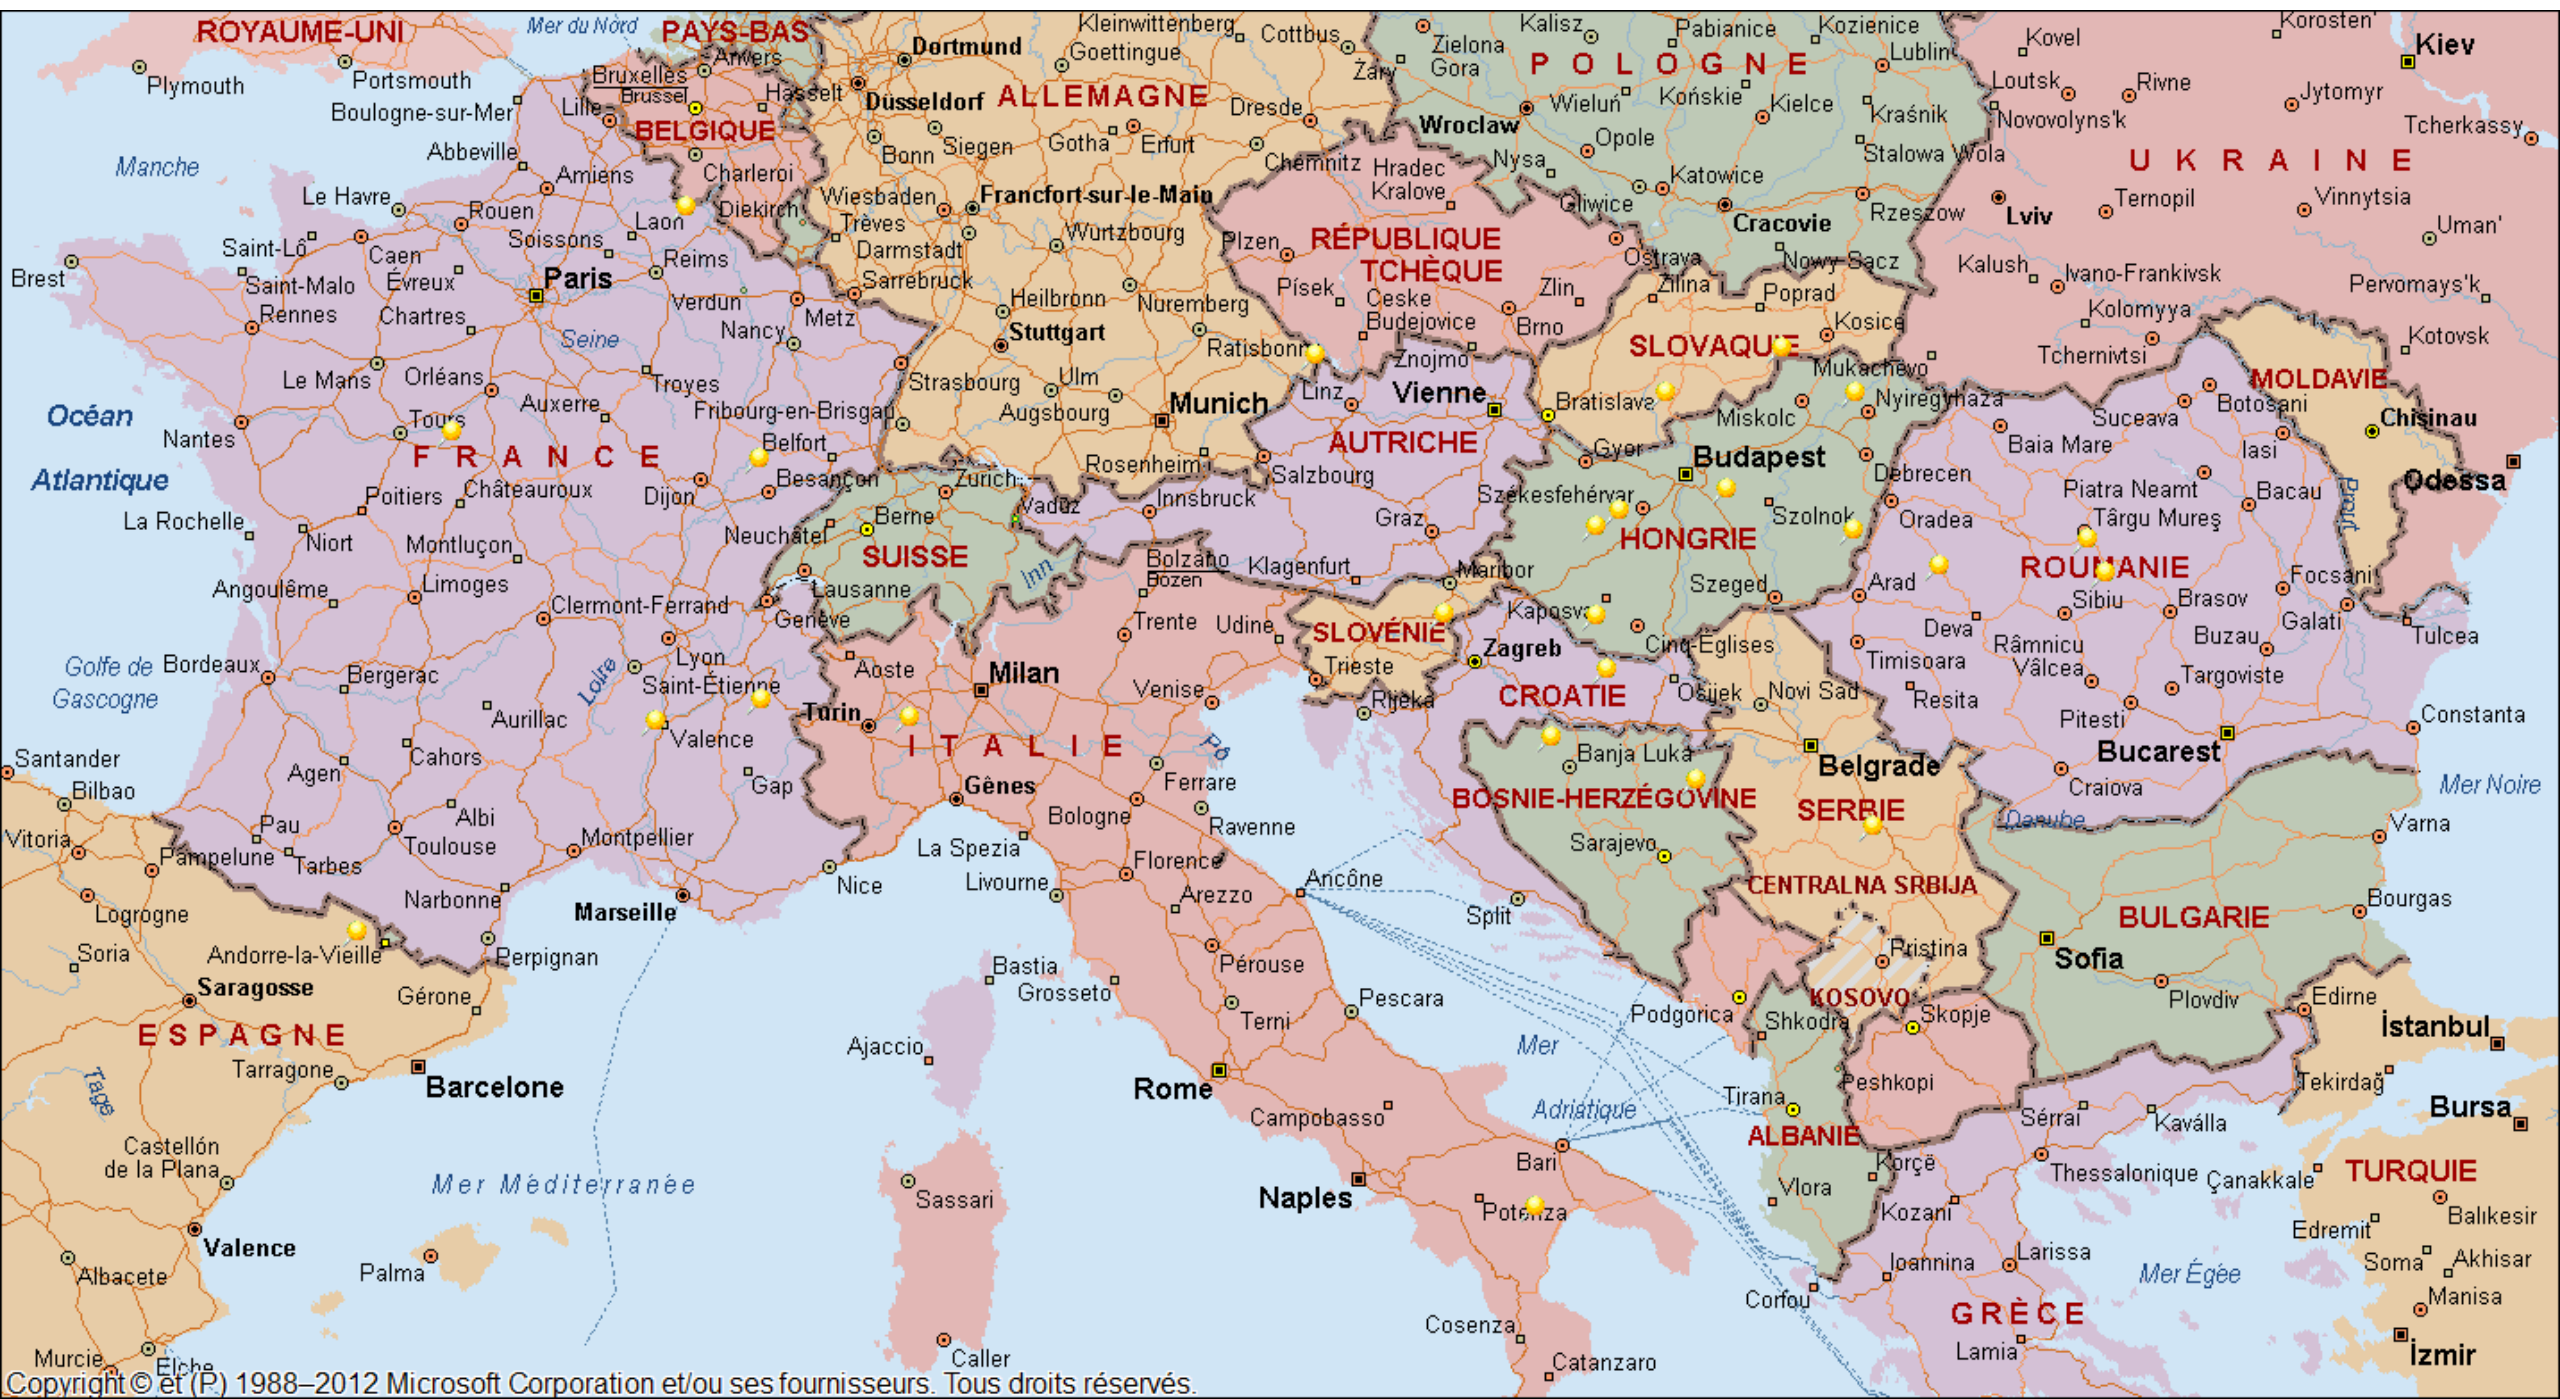 ROYAUME-UNI
Mer du Nord
PAYS-BAS
Dortmund
Kleinwittenberg
Goettingue
Cottbus
Zielona
Gora
Kalisz
Pabianice
Kozienice
Lublin
Kovel
Korosten'
Kiev
Plymouth
Portsmouth
Boulogne-sur-Mer
Lille
Bruxelles
Brussel
Anvers
Hasselt
BELGIQUE
Düsseldorf
ALLEMAGNE
Dresde
Żary
POLOGNE
Wieluń
Końskie
Kielce
Kraśnik
Loutsk
Rivne
Jytomyr
Novovolyns'k
Tcherkassy
Manche
Abbeville
Amiens
Charleroi
Bonn
Siegen
Gotha
Erfurt
Chemnitz
Wroclaw
Opole
Nysa
Stalowa Wola
UKRAINE
Le Havre
Rouen
Laon
Diekirch
Wiesbaden
Francfort-sur-le-Main
Trèves
Hradec
Kralove
Gliwice
Katowice
Cracovie
Rzeszow
Lviv
Ternopil
Vinnytsia
Uman'
Brest
Saint-Lô
Caen
Soissons
Saint-Malo
Évreux
Paris
Reims
Verdun
Darmstadt
Wurtzbourg
Sarrebruck
Plzen
RÉPUBLIQUE
TCHÈQUE
Ostrava
Nowy Sacz
Kalush
Ivano-Frankivsk
Pervomays'k
Rennes
Chartres
Seine
Nancy
Metz
Heilbronn
Nuremberg
Stuttgart
Ratisbonne
Písek
Ceske
Budejovice
Zlin
Brno
Zilina
Poprad
Kosice
Kolomyya
Tchernivtsi
Kotovsk
Le Mans
Orléans
Troyes
Auxerre
Strasbourg
Ulm
Augsbourg
Munich
Linz
Znojmo
Vienne
SLOVAQUIE
Bratislava
Mukachevo
Miskolc
Nyiregyhaza
MOLDAVIE
Suceava
Botosani
Chisinau
Océan
Atlantique
Nantes
Tours
FRANCE
Fribourg-en-Brisgau
Belfort
Rosenheim
Salzbourg
AUTRICHE
Gyor
Budapest
Debrecen
Baia Mare
Iasi
Odessa
Poitiers
Châteauroux
Dijon
Besançon
Zurich
Vaduz
Innsbruck
Graz
Székesfehérvar
HONGRIE
Szolnok
Oradea
Piatra Neamt
Târgu Mureş
Bacau
Prout
La Rochelle
Niort
Montluçon
Neuchâtel
Berne
SUISSE
Inn
Bolzano
Bozen
Klagenfurt
Maribor
Szeged
Arad
ROUMANIE
Focsani
Angoulême
Limoges
Clermont-Ferrand
Lausanne
Genève
Trente
Udine
SLOVÉNIE
Kaposvar
Zagreb
Cinq-Églises
Deva
Sibiu
Brasov
Galati
Buzau
Tulcea
Golfe de
Gascogne
Bordeaux
Bergerac
Loire
Lyon
Saint-Étienne
Aoste
Milan
Venise
Trieste
Rijeka
CROATIE
Osijek
Novi Sad
Timisoara
Resita
Râmnicu
Vâlcea
Targoviste
Pitesti
Constanta
Aurillac
Valence
Turin
ITALIE
Pô
Ferrare
Banja Luka
Belgrade
Bucarest
Craiova
Mer Noire
Santander
Bilbao
Agen
Cahors
Gap
Gênes
Bologne
Ravenne
BOSNIE-HERZÉGOVINE
SERBIE
Danube
Varna
Vitoria
Pampelune
Pau
Tarbes
Albi
Toulouse
Montpellier
Nice
La Spezia
Livourne
Florence
Arezzo
Ancône
Split
Sarajevo
CENTRALNA SRBIJA
BULGARIE
Bourgas
Logrogne
Soria
Andorre-la-Vieille
Narbonne
Marseille
Perpignan
Saragosse
Gérone
Bastia
Grosseto
Pérouse
Terni
Pescara
Podgorica
Pristina
KOSOVO
Shkodra
Skopje
Sofia
Plovdiv
Edirne
İstanbul
ESPAGNE
Tage
Tarragone
Barcelone
Ajaccio
Rome
Campobasso
Mer
Adriatique
Tirana
ALBANIE
Peshkopi
Sérrai
Kaválla
Tekirdağ
Bursa
Castellón
de la Plana
Mer Méditerranée
Sassari
Naples
Bari
Potenza
Vlora
Korçë
Kozani
Thessalonique
Çanakkale
TURQUIE
Balıkesir
Edremit
Valence
Albacete
Palma
Ioannina
Larissa
Mer Égée
Soma
Akhisar
Corfou
GRÈCE
Manisa
Murcie
Elche
Caller
Cosenza
Catanzaro
Lamia
İzmir
Copyright © et (P) 1988–2012 Microsoft Corporation et/ou ses fournisseurs. Tous droits réservés.